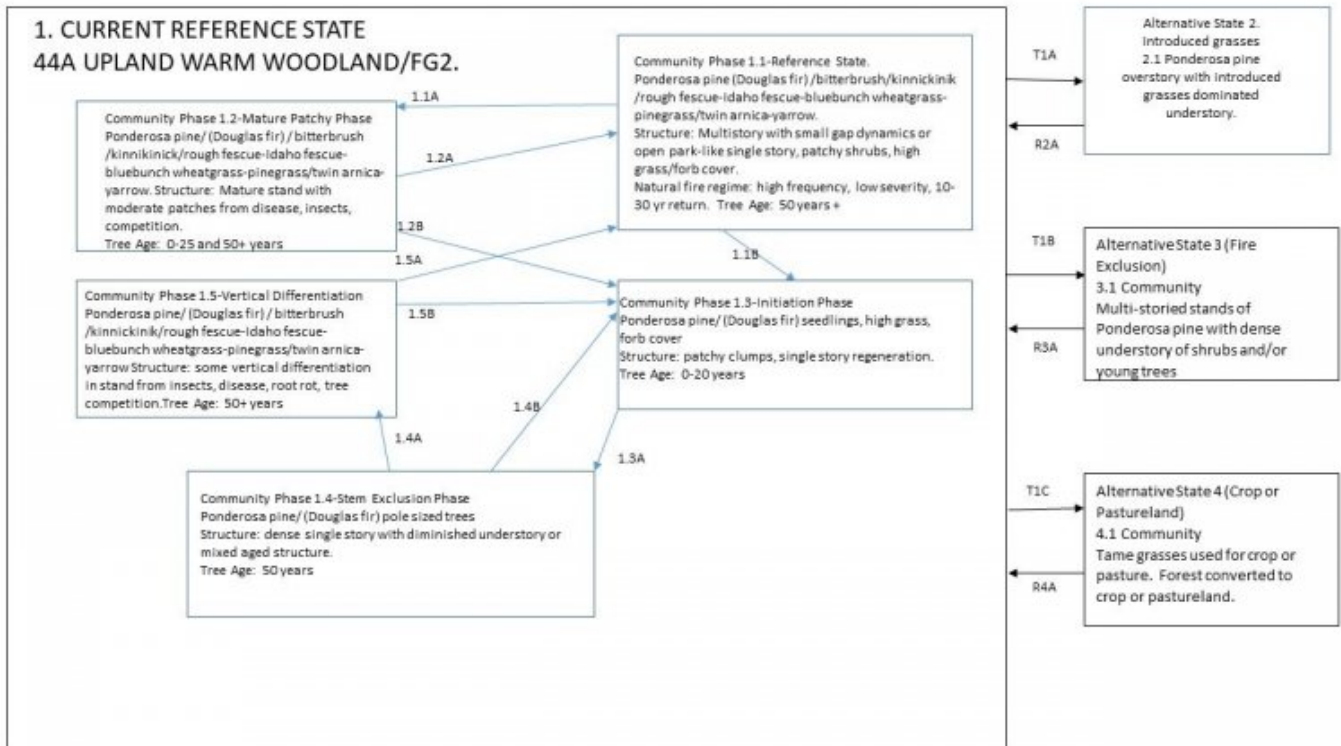 1. CURRENT REFERENCE STATE
44A UPLAND WARM WOODLAND/FG2.
Community Phase 1.1-Reference State.
Ponderosa pine (Douglas fir) /bitterbrush/kinnickinik
/rough fescue-Idaho fescue-bluebunch wheatgrass-
pinegrass/twin arnica-yarrow.
Structure: Multistory with small gap dynamics or
open park-like single story, patchy shrubs, high
grass/forb cover.
Natural fire regime: high frequency, low severity, 10-
30 yr return. Tree Age: 50 years +
1.1A
Community Phase 1.2-Mature Patchy Phase
Ponderosa pine/ (Douglas fir) / bitterbrush
/kinnikinick/rough fescue-Idaho fescue-
bluebunch wheatgrass-pinegrass/twin arnica-
yarrow. Structure: Mature stand with
moderate patches from disease, insects,
competition.
Tree Age: 0-25 and 50+ years
1.2A
1.2B
1.5A
1.1B
Community Phase 1.5-Vertical Differentiation
Ponderosa pine/ (Douglas fir) / bitterbrush
/kinnickinik/rough fescue-Idaho fescue-
bluebunch wheatgrass-pinegrass/twin arnica-
yarrow Structure: some vertical differentiation
in stand from insects, disease, root rot, tree
competition.Tree Age: 50+ years
1.5B
Community Phase 1.3-Initiation Phase
Ponderosa pine/ (Douglas fir) seedlings, high grass,
forb cover
Structure: patchy clumps, single story regeneration.
Tree Age: 0-20 years
1.4B
1.4A
1.3A
Community Phase 1.4-Stem Exclusion Phase
Ponderosa pine/ (Douglas fir) pole sized trees
Structure: dense single story with diminished understory or
mixed aged structure.
Tree Age: 50 years
T1A
R2A
Alternative State 2.
Introduced grasses
2.1 Ponderosa pine
overstory with introduced
grasses dominated
understory.
T1B
R3A
Alternative State 3 (Fire
Exclusion)
3.1 Community
Multi-storied stands of
Ponderosa pine with dense
understory of shrubs and/or
young trees
T1C
R4A
Alternative State 4 (Crop or
Pastureland)
4.1 Community
Tame grasses used for crop or
pasture. Forest converted to
crop or pastureland.